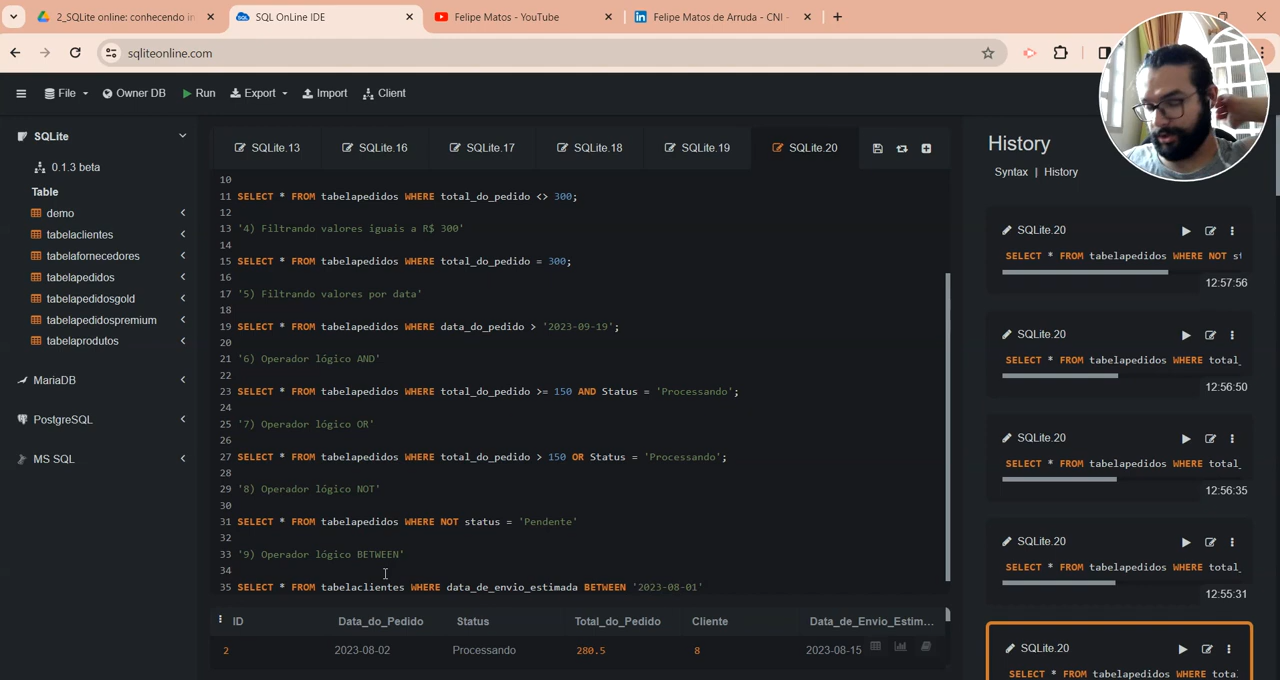 2_SQLite online: conhecendo in
SQL OnLine IDE
Felipe Matos - YouTube
Felipe Matos de Arruda - CNI -
sqliteonline.com
File
Owner DB
Run
Export
Import
Client
SQLite
0.1.3 beta
Table
demo
tabelaclientes
tabelafornecedores
tabelapedidos
tabelapedidosgold
tabelapedidospremium
tabelaprodutos
MariaDB
PostgreSQL
MS SQL
SQLite.13
SQLite.16
SQLite.17
SQLite.18
SQLite.19
SQLite.20
10
11 SELECT * FROM tabelapedidos WHERE total_do_pedido <> 300;
12
13 '4) Filtrando valores iguais a R$ 300'
14
15 SELECT * FROM tabelapedidos WHERE total_do_pedido = 300;
16
17 '5) Filtrando valores por data'
18
19 SELECT * FROM tabelapedidos WHERE data_do_pedido > '2023-09-19';
20
21 '6) Operador lógico AND'
22
23 SELECT * FROM tabelapedidos WHERE total_do_pedido >= 150 AND Status = 'Processando';
24
25 '7) Operador lógico OR'
26
27 SELECT * FROM tabelapedidos WHERE total_do_pedido > 150 OR Status = 'Processando';
28
29 '8) Operador lógico NOT'
30
31 SELECT * FROM tabelapedidos WHERE NOT status = 'Pendente'
32
33 '9) Operador lógico BETWEEN'
34
35 SELECT * FROM tabelaclientes WHERE data_de_envio_estimada BETWEEN '2023-08-01'
ID Data_do_Pedido Status Total_do_Pedido Cliente Data_de_Envio_Estim...
2 2023-08-02 Processando 280.5 8 2023-08-15
History
Syntax | History
SQLite.20
SELECT * FROM tabelapedidos WHERE NOT st
12:57:56
SQLite.20
SELECT * FROM tabelapedidos WHERE total_
12:56:50
SQLite.20
SELECT * FROM tabelapedidos WHERE total_
12:56:35
SQLite.20
SELECT * FROM tabelapedidos WHERE total_
12:55:31
SQLite.20
SELECT * FROM tabelapedidos WHERE total